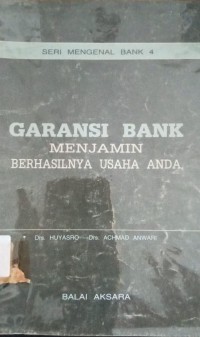 SERI MENGENAL BANK 4
GARANSI BANK
MENJAMIN
BERHASILNYA USAHA ANDA
Drs. HUYASRO - Drs. ACHMAD ANWARI
BALAI AKSARA